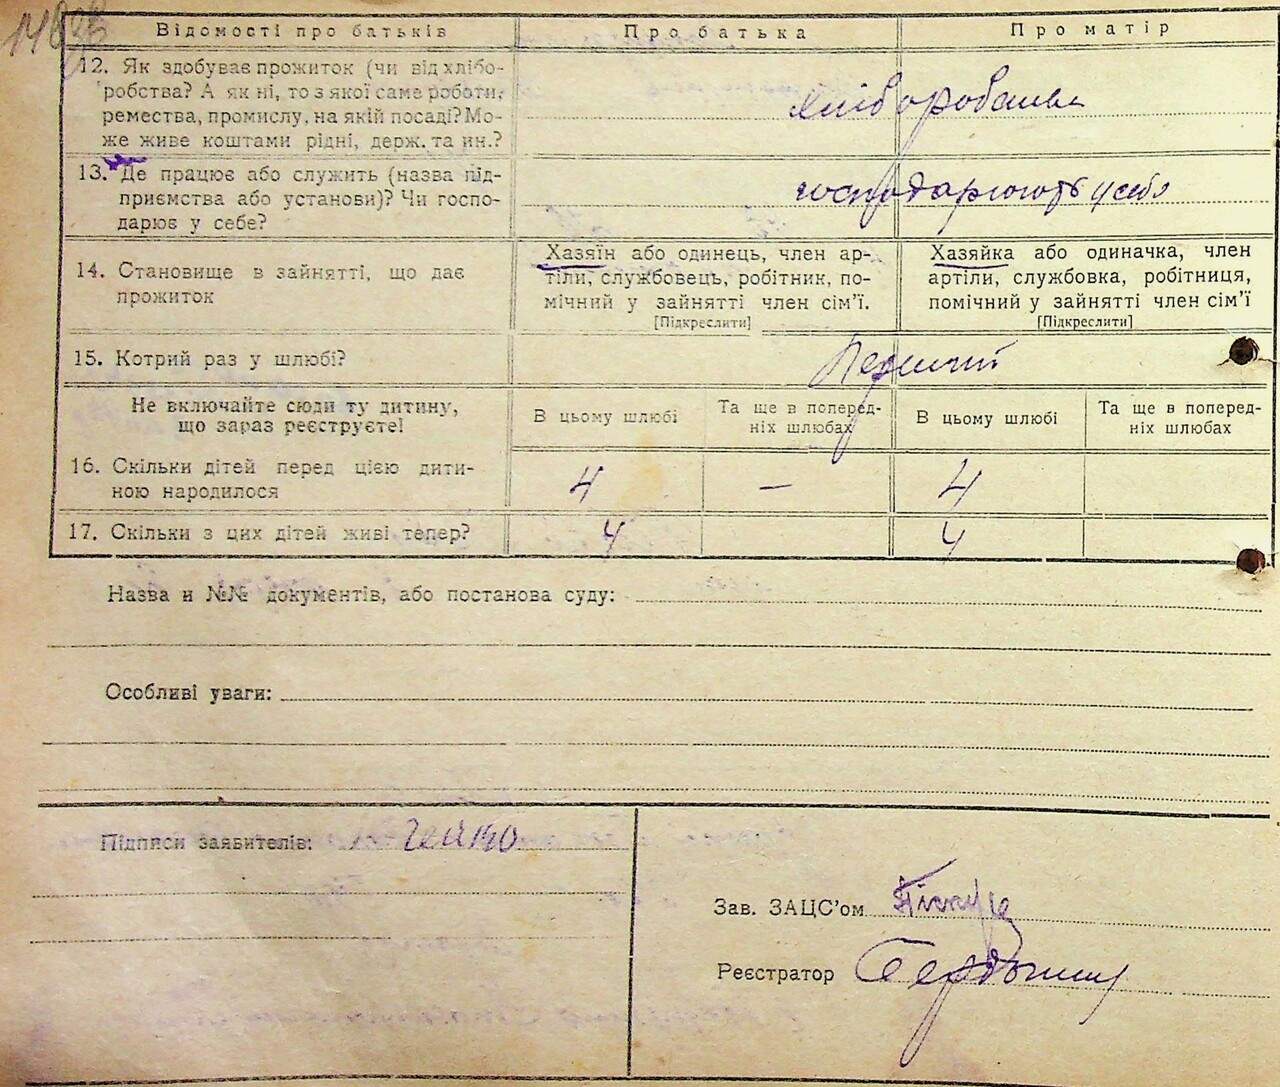 Відомості про батьків Про батька Про матір
12. Як здобуває прожиток (чи від хлібо-
робства? А як ні, то з якої саме роботи,
ремества, промислу, на якій посаді? Мо-
же живе коштами рідні, держ. та ин.?
хліборобства
13. Де працює або служить (назва під-
приємства або установи)? Чи госпо-
дарює у себе?
господарюють у себе
14. Становище в зайнятті, що дає
прожиток
Хазяїн або одинець, член ар-
тіли, службовець, робітник, по-
мічний у зайнятті член сім'ї.
[Підкреслити]
Хазяйка або одиначка, член
артіли, службовка, робітниця,
помічний у зайнятті член сім'ї
[Підкреслити]
15. Котрий раз у шлюбі?
Не включайте сюди ту дитину,
що зараз реєструєте!
В цьому шлюбі
Та ще в поперед-
ніх шлюбах
В цьому шлюбі
Та ще в поперед-
ніх шлюбах
16. Скільки дітей перед цією дити-
ною народилося
4 – 4
17. Скільки з цих дітей живі тепер? 4 4
Назва и №№ документів, або постанова суду:
Особливі уваги:
Підписи заявителів:
Зав. ЗАЦС'ом
Реєстратор